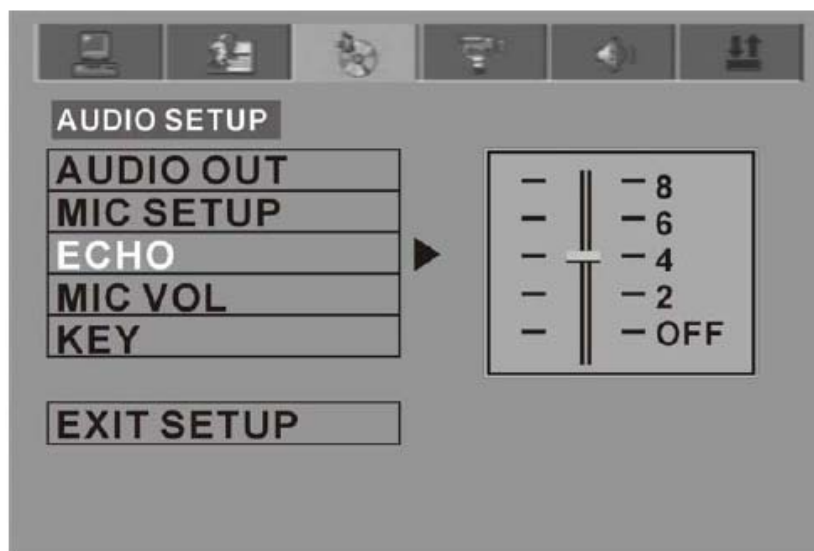 AUDIO SETUP
AUDIO OUT
MIC SETUP
ECHO
MIC VOL
KEY
EXIT SETUP
8
6
4
2
OFF